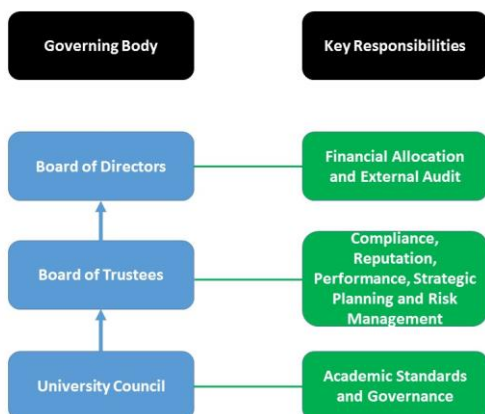 Governing Body
Key Responsibilities
Board of Directors
Financial Allocation
and External Audit
Board of Trustees
Compliance,
Reputation,
Performance, Strategic
Planning and Risk
Management
University Council
Academic Standards
and Governance